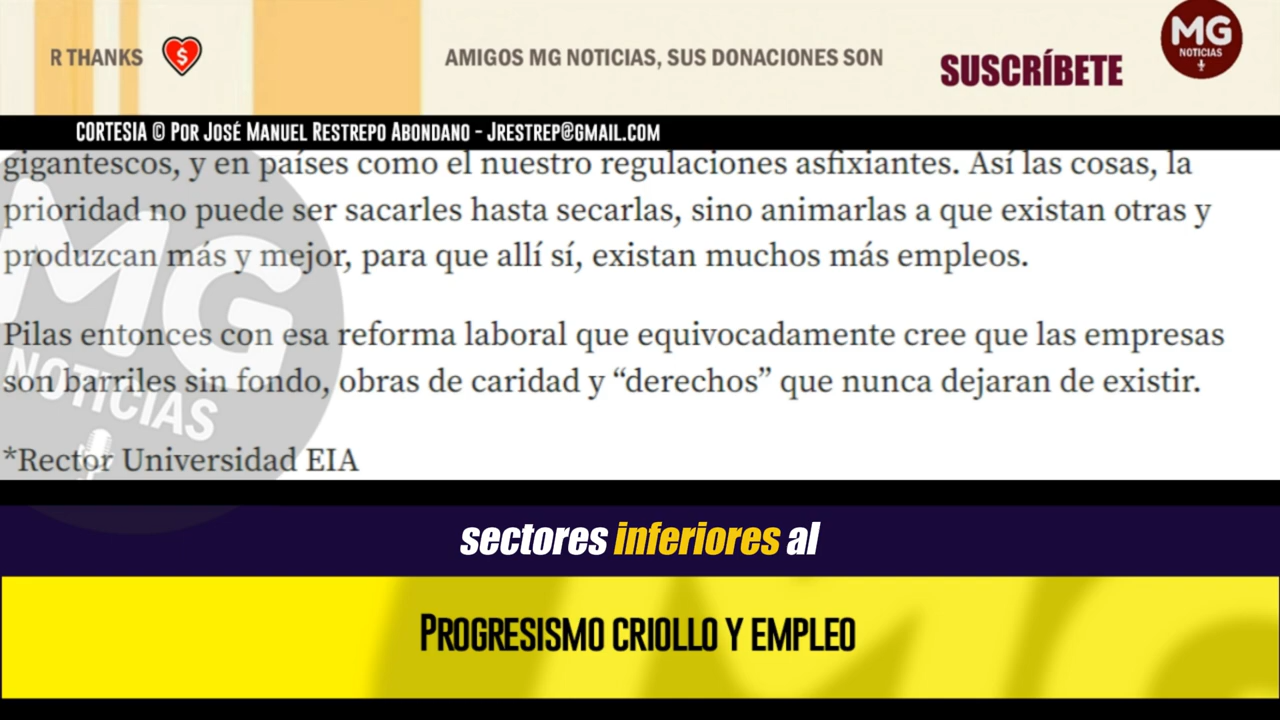 R THANKS
AMIGOS MG NOTICIAS, SUS DONACIONES SON
SUSCRÍBETE
MG
NOTICIAS
CORTESIA © POR JOSÉ MANUEL RESTREPO ABONDANO - JRESTREP@GMAIL.COM
gigantescos, y en países como el nuestro regulaciones asfixiantes. Así las cosas, la
prioridad no puede ser sacarles hasta secarlas, sino animarlas a que existan otras y
produzcan más y mejor, para que allí sí, existan muchos más empleos.
Pilas entonces con esa reforma laboral que equivocadamente cree que las empresas
son barriles sin fondo, obras de caridad y “derechos” que nunca dejaran de existir.
*Rector Universidad EIA
MG
NOTICIAS
sectores inferiores al
PROGRESISMO CRIOLLO Y EMPLEO